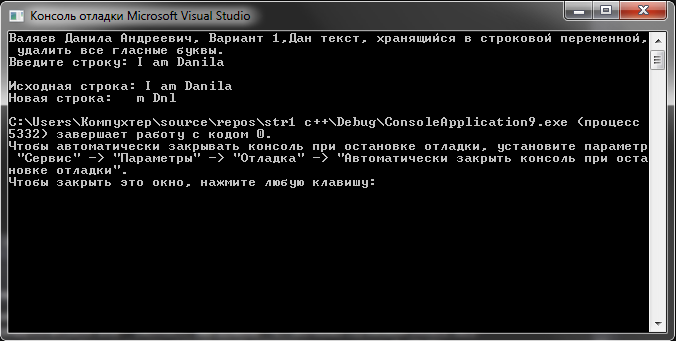 Консоль отладки Microsoft Visual Studio
Валяев Данила Андреевич, Вариант 1,Дан текст, хранящийся в строковой переменной,
удалить все гласные буквы.
Введите строку: I am Danila
Исходная строка: I am Danila
Новая строка:   m Dnl
C:\Users\Компухтер\source\repos\str1 c++\Debug\ConsoleApplication9.exe (процесс
5332) завершает работу с кодом 0.
Чтобы автоматически закрывать консоль при остановке отладки, установите параметр
"Сервис" -> "Параметры" -> "Отладка" -> "Автоматически закрыть консоль при оста
новке отладки".
Чтобы закрыть это окно, нажмите любую клавишу: